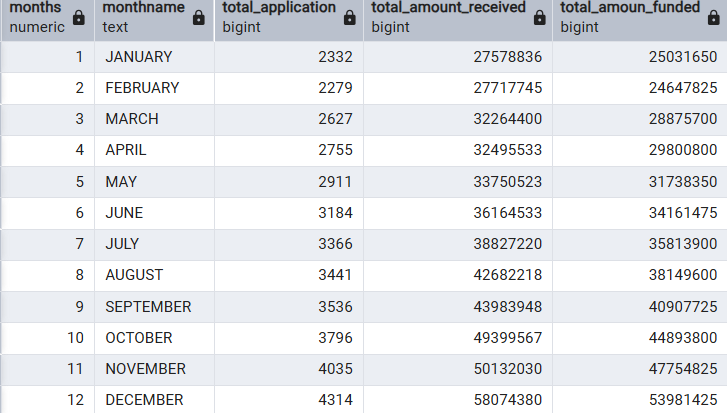 months monthname total_application total_amount_received total_amoun_funded
numeric text bigint bigint bigint
1 JANUARY 2332 27578836 25031650
2 FEBRUARY 2279 27717745 24647825
3 MARCH 2627 32264400 28875700
4 APRIL 2755 32495533 29800800
5 MAY 2911 33750523 31738350
6 JUNE 3184 36164533 34161475
7 JULY 3366 38827220 35813900
8 AUGUST 3441 42682218 38149600
9 SEPTEMBER 3536 43983948 40907725
10 OCTOBER 3796 49399567 44893800
11 NOVEMBER 4035 50132030 47754825
12 DECEMBER 4314 58074380 53981425